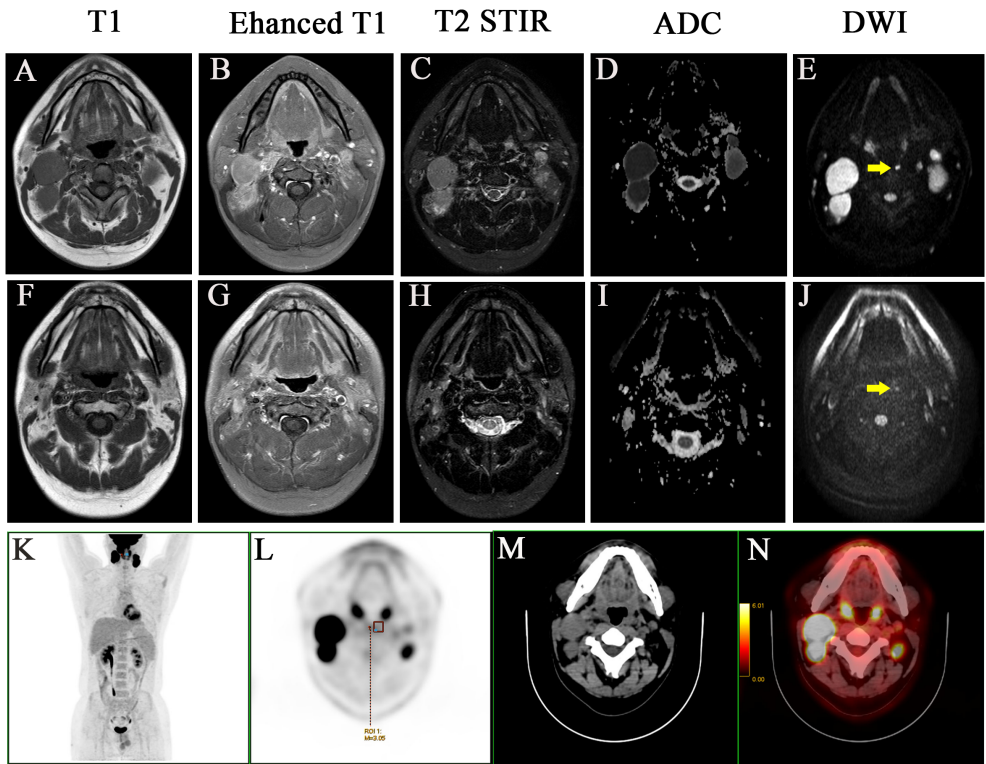 T1 Ehanced T1 T2 STIR ADC DWI
A B C D E
F G H I J
K L M N
6.01
0.00
ROI 1:
M=3.05